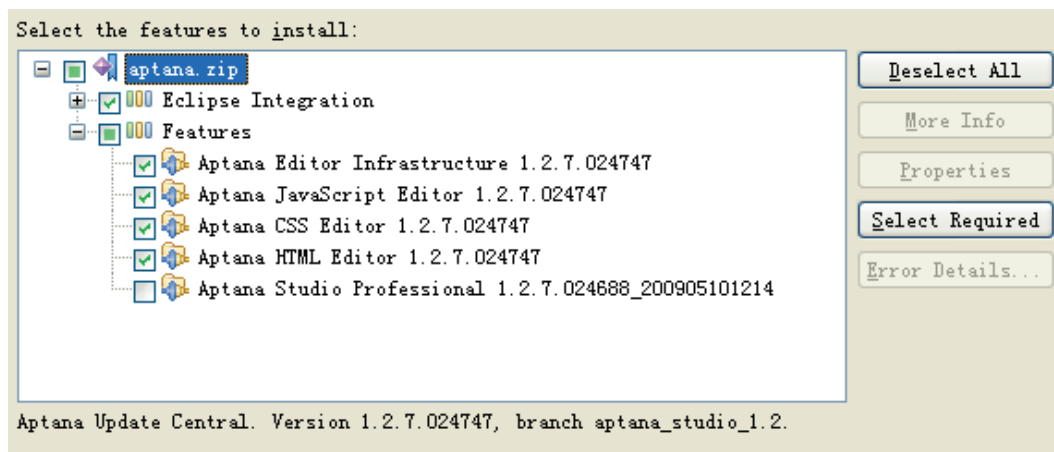 Select the features to install:
aptana.zip
Deselect All
Eclipse Integration
More Info
Features
Aptana Editor Infrastructure 1.2.7.024747
Properties
Aptana JavaScript Editor 1.2.7.024747
Aptana CSS Editor 1.2.7.024747
Select Required
Aptana HTML Editor 1.2.7.024747
Error Details...
Aptana Studio Professional 1.2.7.024688_200905101214
Aptana Update Central. Version 1.2.7.024747, branch aptana_studio_1.2.